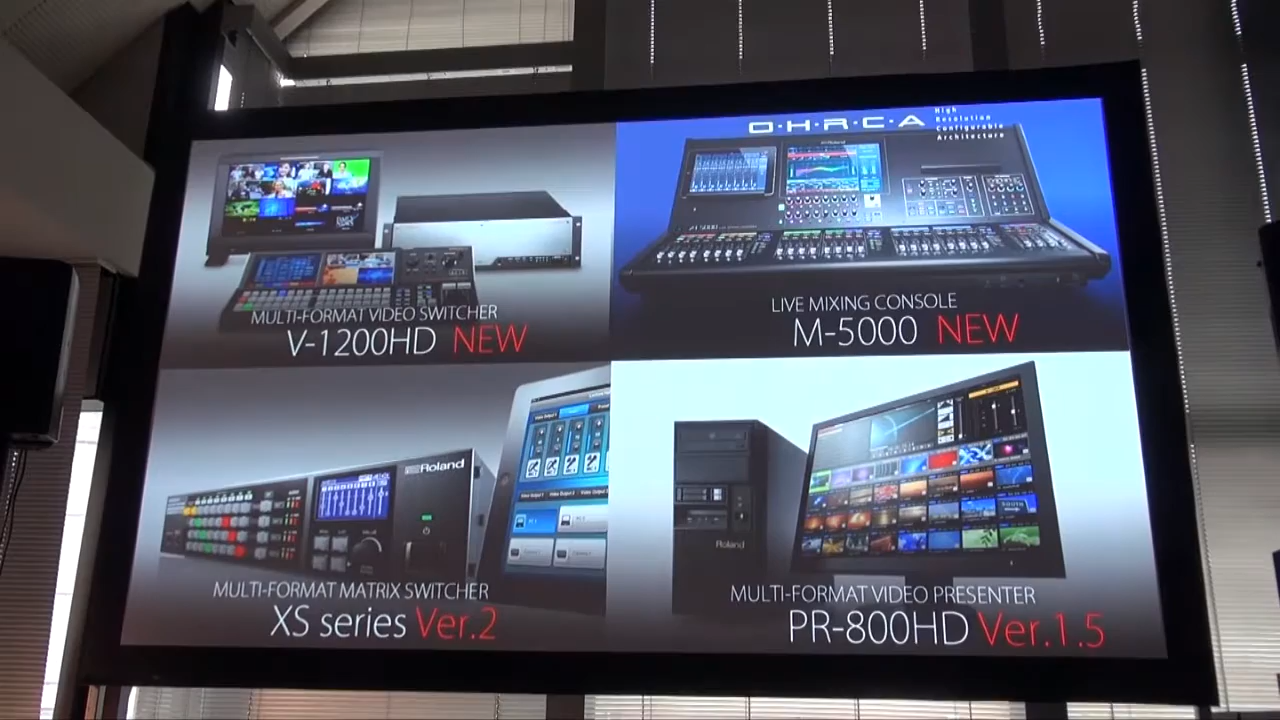 O·H·R·C·A
High
Resolution
Configurable
Architecture
MULTI-FORMAT VIDEO SWITCHER
V-1200HD NEW
LIVE MIXING CONSOLE
M-5000 NEW
Roland
MULTI-FORMAT MATRIX SWITCHER
XS series Ver.2
Roland
MULTI-FORMAT VIDEO PRESENTER
PR-800HD Ver.1.5